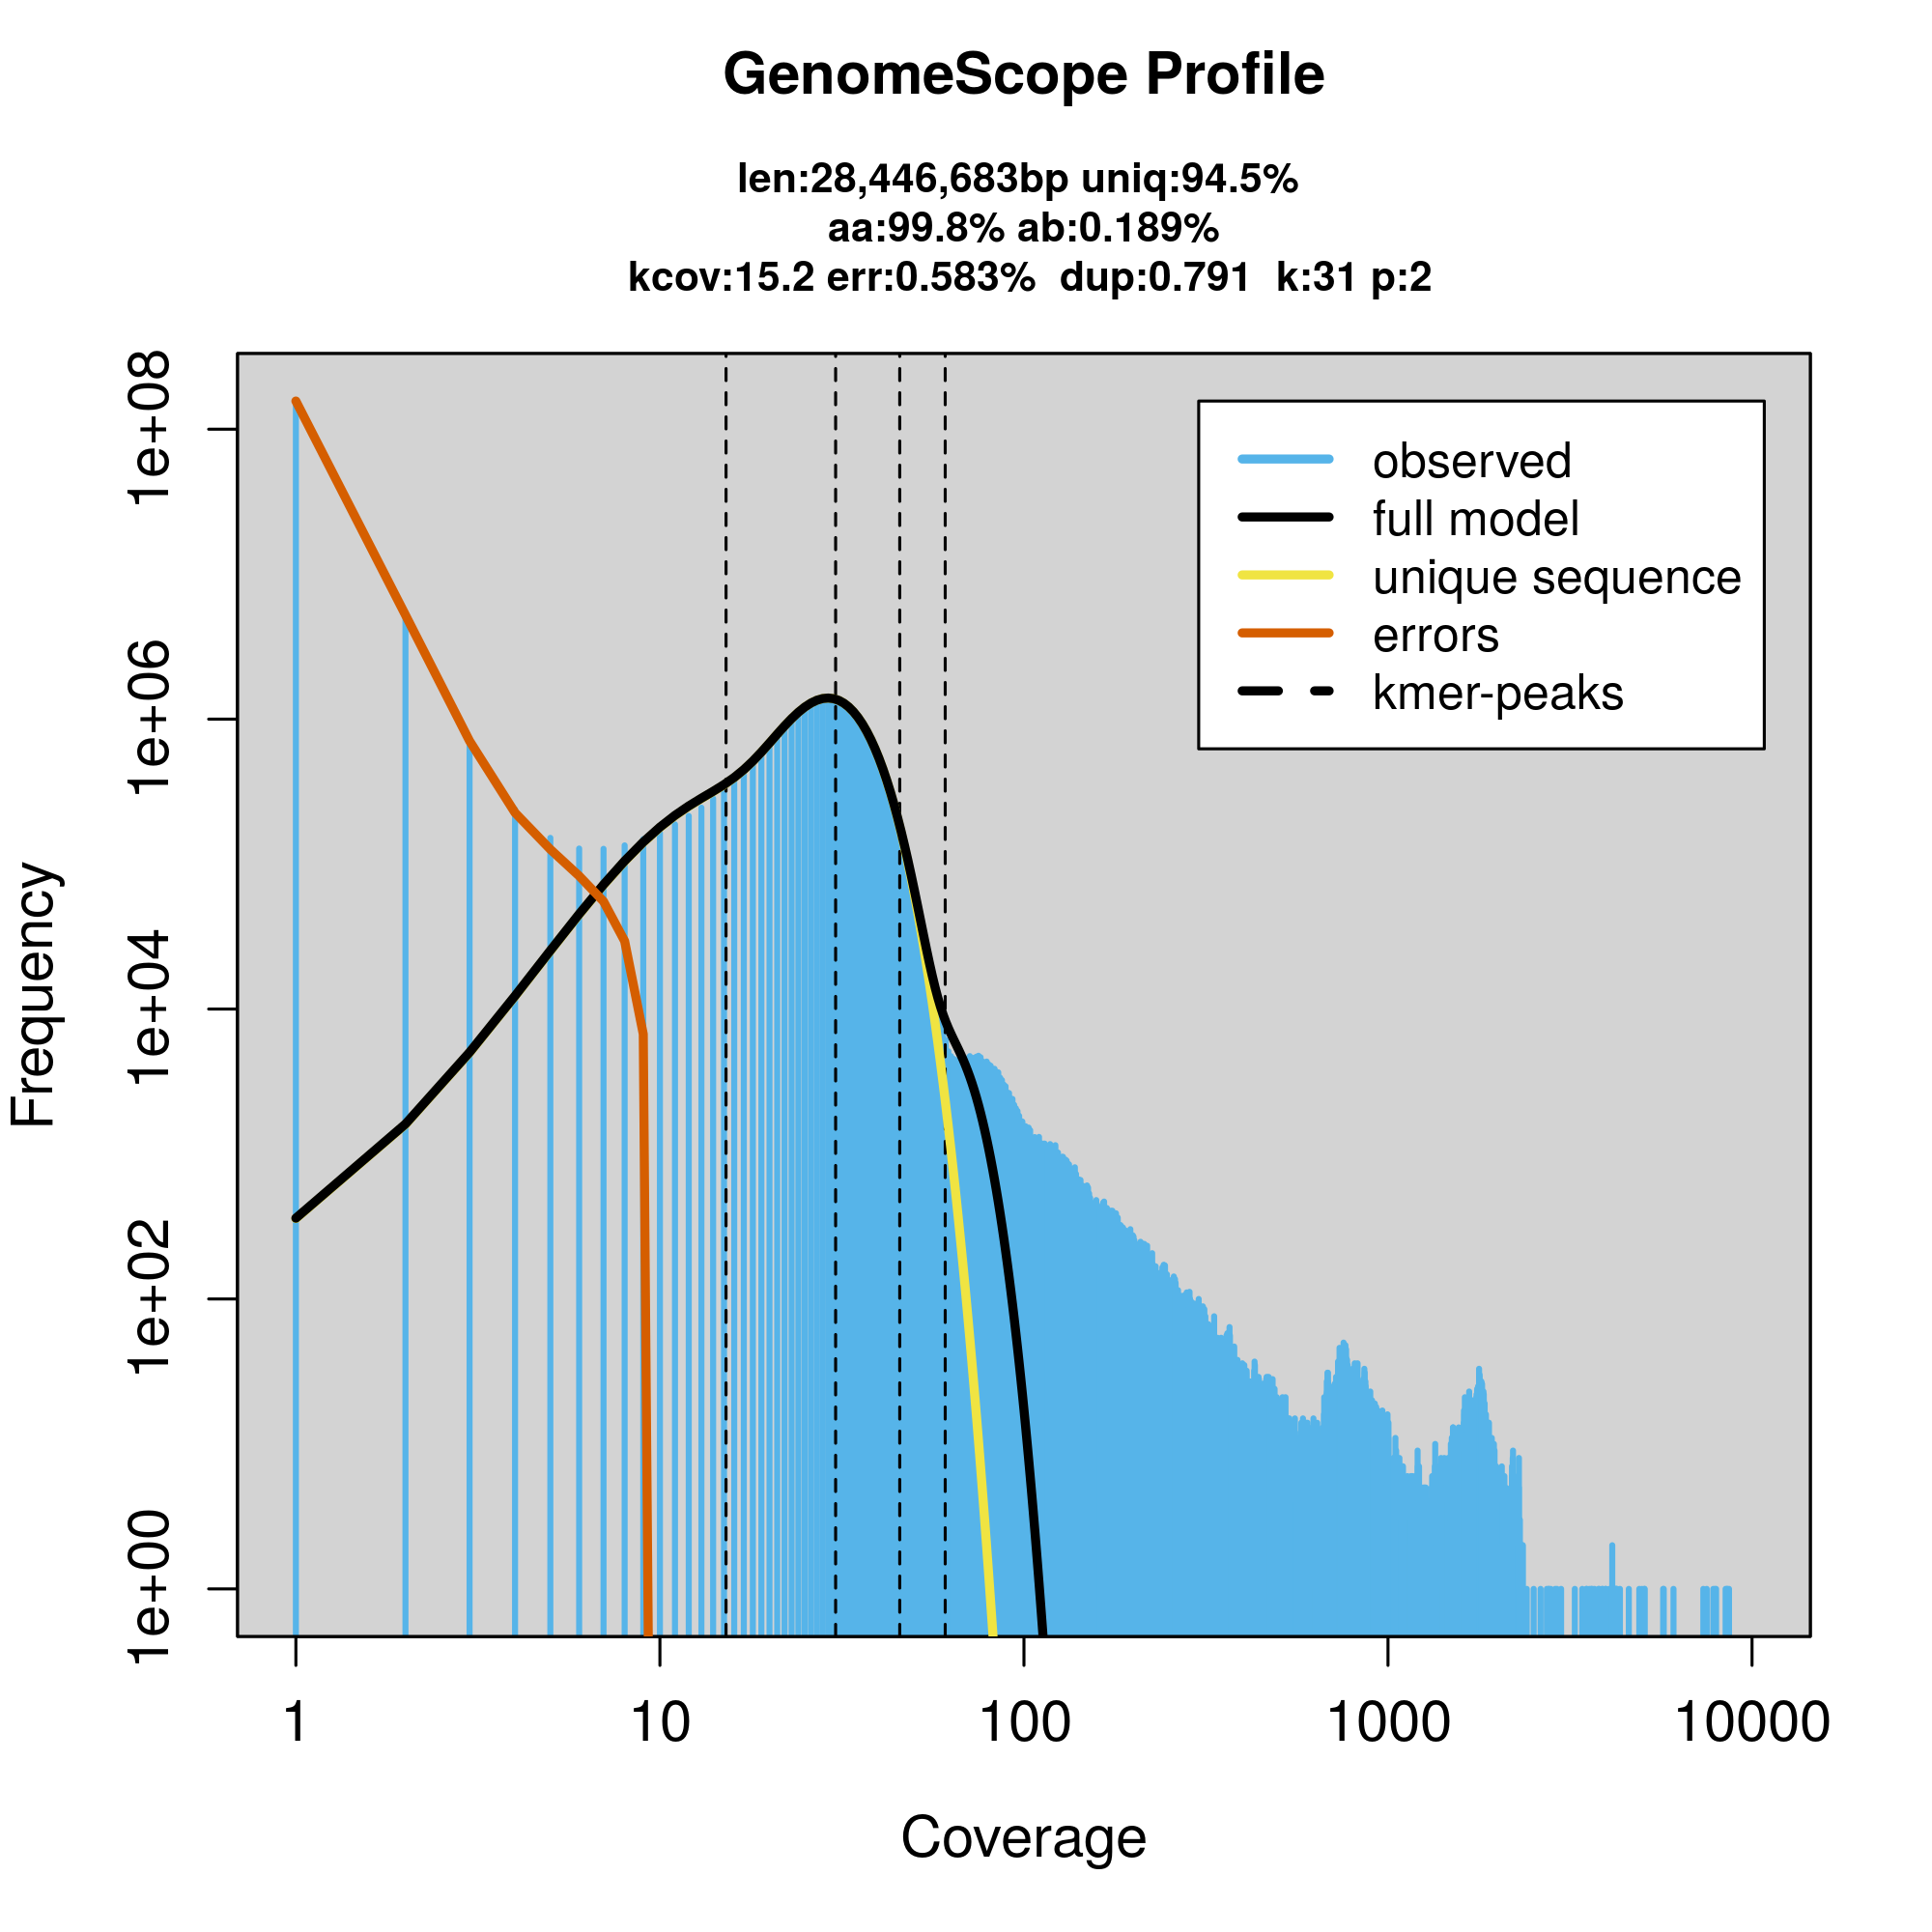 GenomeScope Profile
len:28,446,683bp uniq:94.5%
aa:99.8% ab:0.189%
kcov:15.2 err:0.583%  dup:0.791  k:31 p:2
observed
full model
unique sequence
errors
kmer-peaks
Frequency
1e+08
1e+06
1e+04
1e+02
1e+00
1 10 100 1000 10000
Coverage